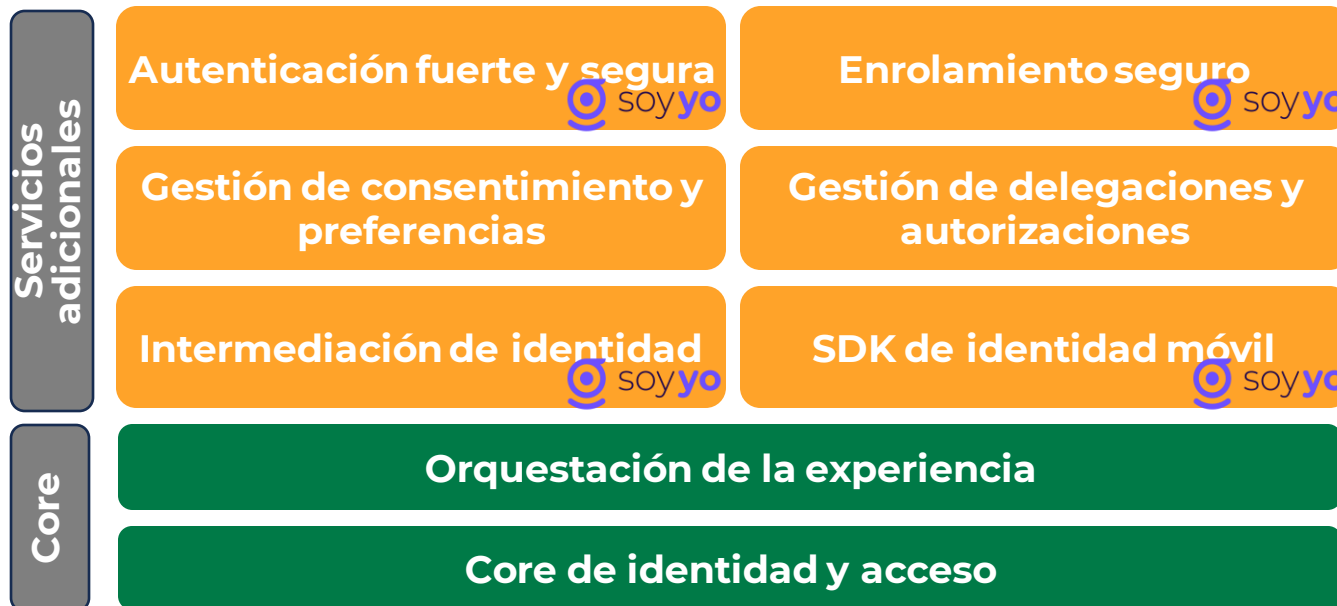 Servicios
adicionales
Autenticación fuerte y segura
soyyo
Enrolamiento seguro
soyyo
Gestión de consentimiento y
preferencias
Gestión de delegaciones y
autorizaciones
Intermediación de identidad
soyyo
SDK de identidad móvil
soyyo
Core
Orquestación de la experiencia
Core de identidad y acceso